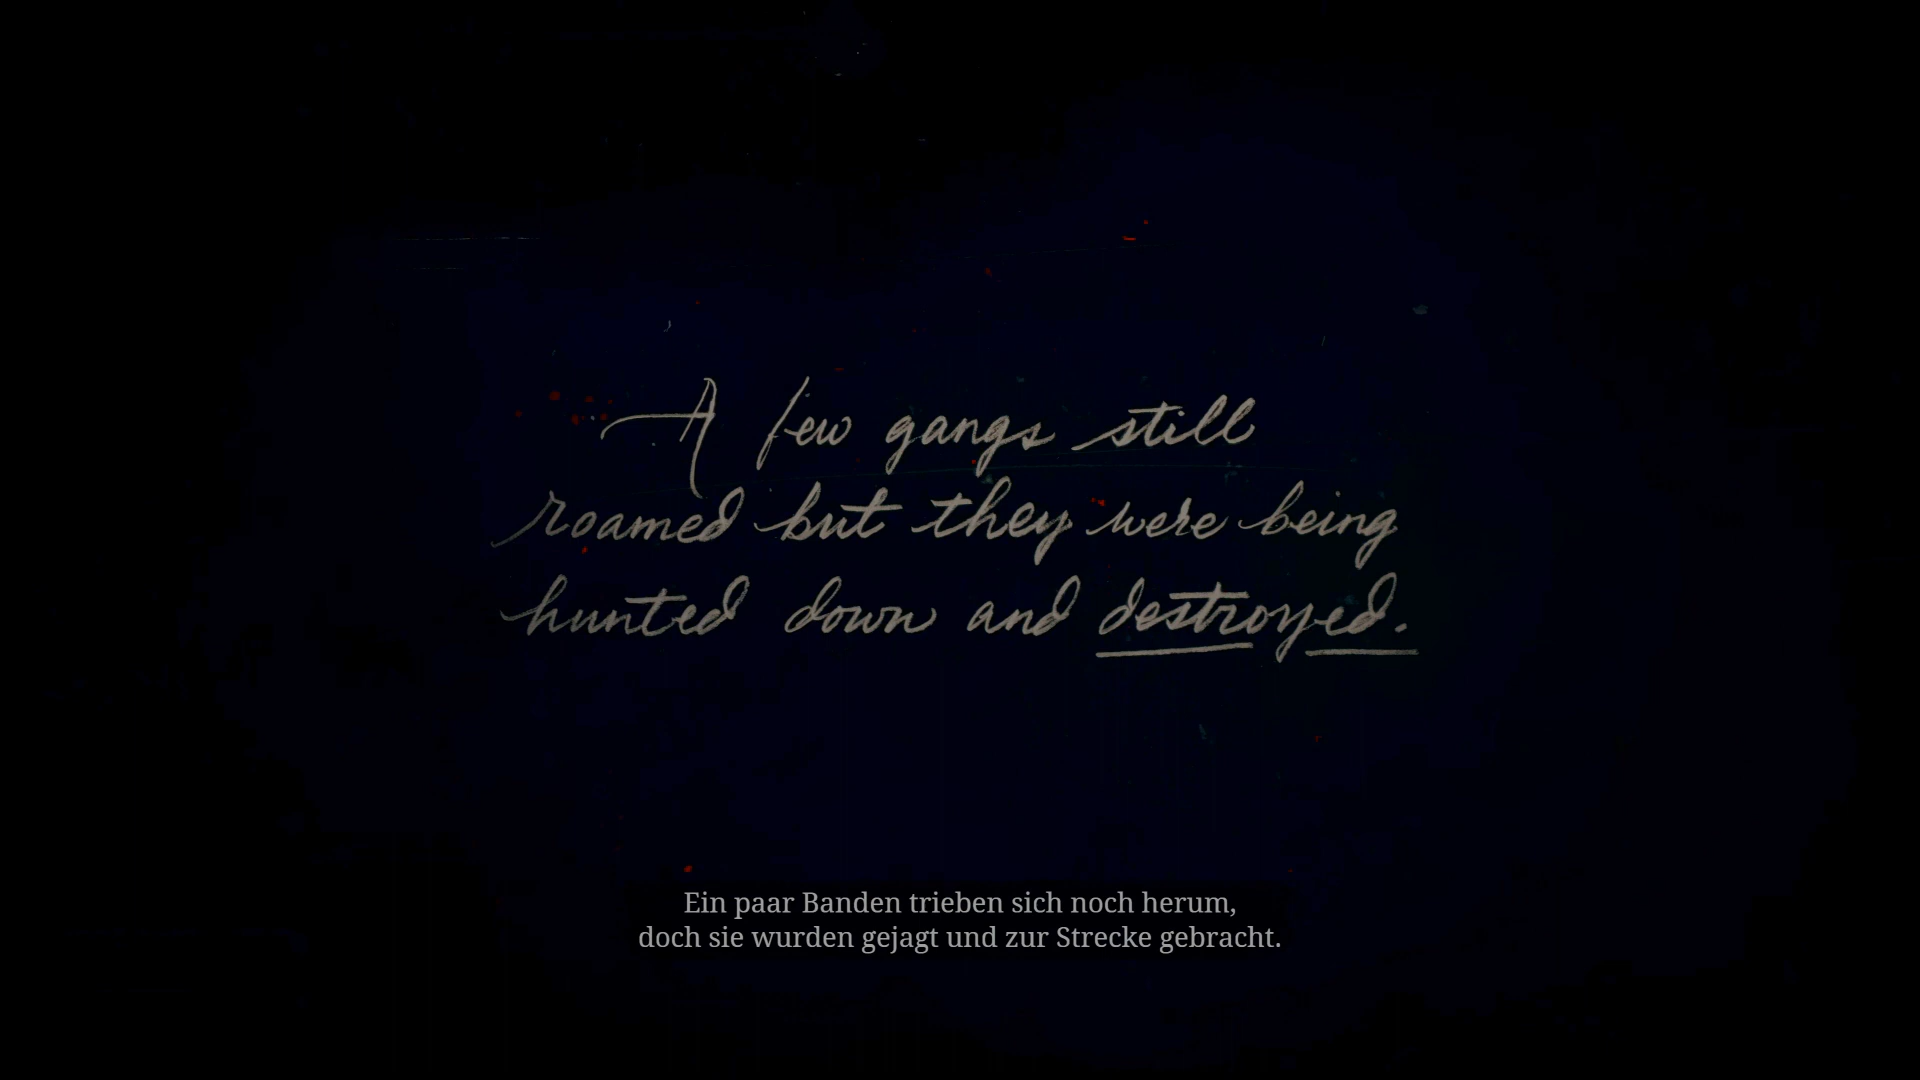 A few gangs still
roamed but they were being
hunted down and destroyed.
Ein paar Banden trieben sich noch herum,
doch sie wurden gejagt und zur Strecke gebracht.